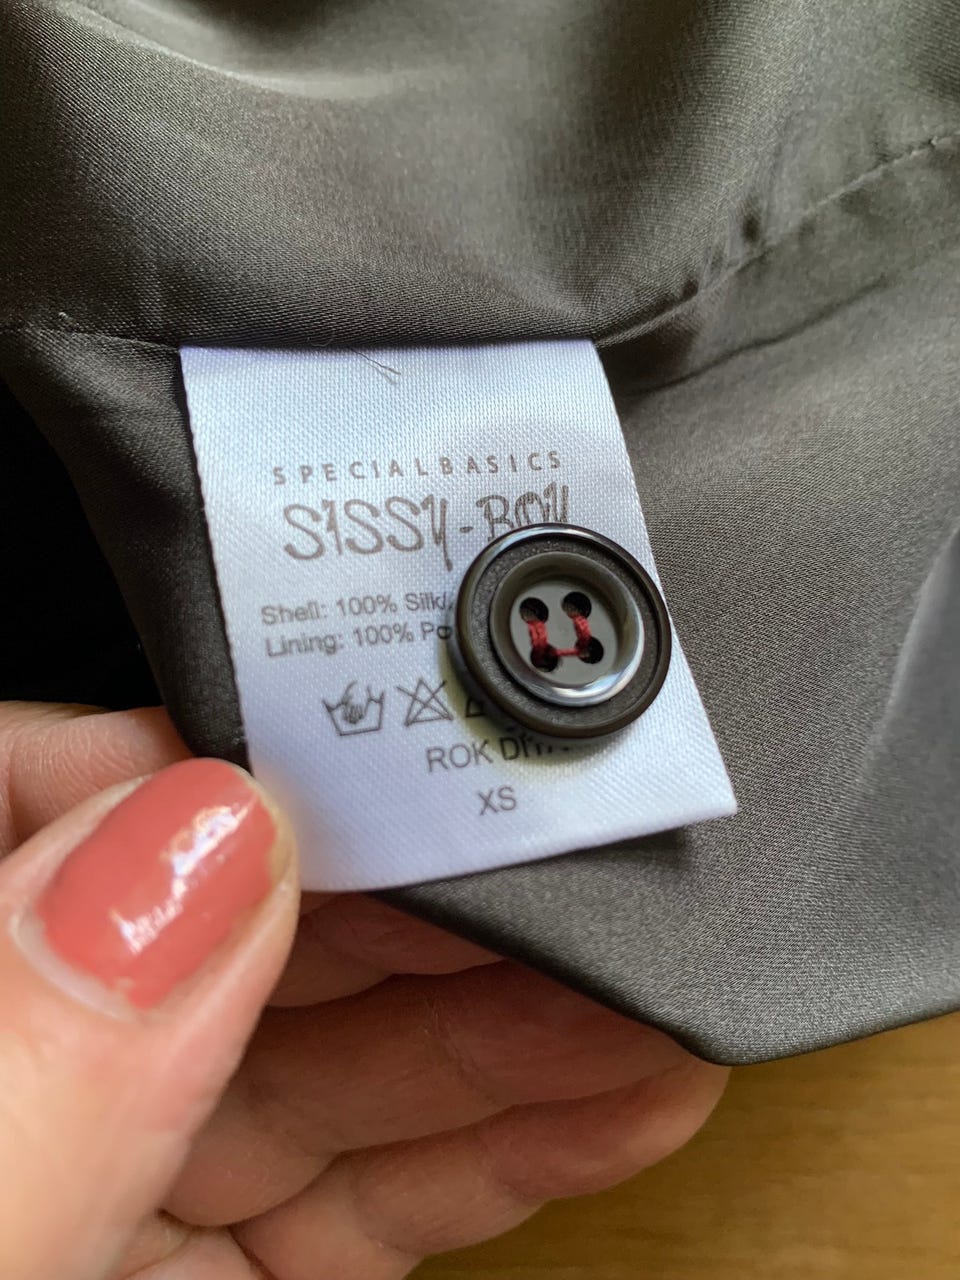 SPECIALBASICS
SISSY-BOY
Shell: 100% Silk
Lining: 100%
ROK
XS